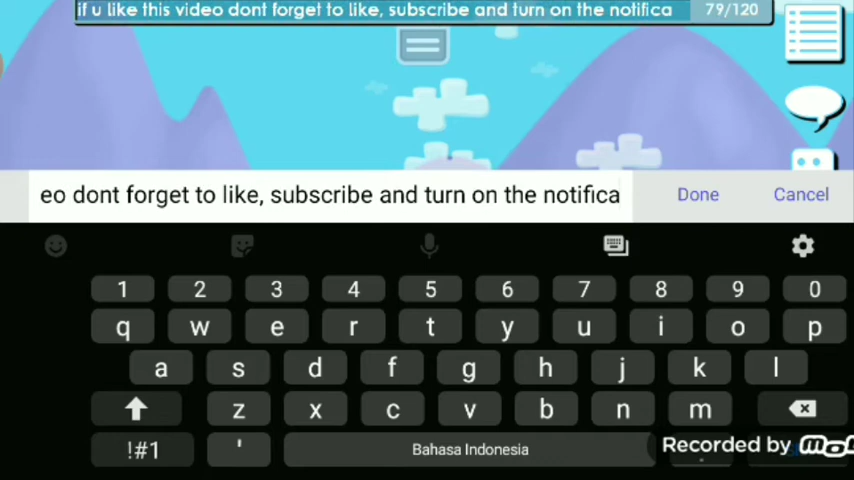 if u like this video dont forget to like, subscribe and turn on the notifica 79/120
eo dont forget to like, subscribe and turn on the notifica Done Cancel
1 2 3 4 5 6 7 8 9 0
q w e r t y u i o p
a s d f g h j k l
z x c v b n m
!#1 ' Bahasa Indonesia .
Recorded by